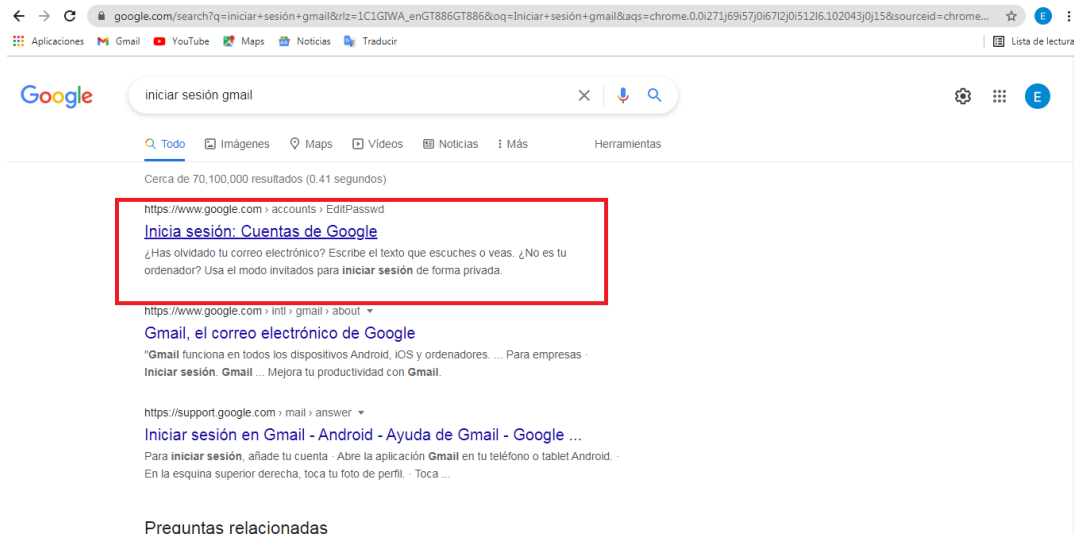 google.com/search?q=iniciar+sesión+gmail&rlz=1C1GIWA_enGT886GT886&oq=Iniciar+sesión+gmail&aqs=chrome.0.0i271j69i57j0i67l2j0i512l6.102043j0j15&sourceid=chrome... E
Aplicaciones Gmail YouTube Maps Noticias Traducir Lista de lectura
Google iniciar sesión gmail E
Todo Imágenes Maps Vídeos Noticias Más Herramientas
Cerca de 70,100,000 resultados (0.41 segundos)
https://www.google.com › accounts › EditPasswd
Inicia sesión: Cuentas de Google
¿Has olvidado tu correo electrónico? Escribe el texto que escuches o veas. ¿No es tu
ordenador? Usa el modo invitados para iniciar sesión de forma privada.
https://www.google.com › intl › gmail › about
Gmail, el correo electrónico de Google
"Gmail funciona en todos los dispositivos Android, iOS y ordenadores. ... Para empresas ·
Iniciar sesión. Gmail ... Mejora tu productividad con Gmail.
https://support.google.com › mail › answer
Iniciar sesión en Gmail - Android - Ayuda de Gmail - Google ...
Para iniciar sesión, añade tu cuenta · Abre la aplicación Gmail en tu teléfono o tablet Android. ·
En la esquina superior derecha, toca tu foto de perfil. · Toca ...
Preguntas relacionadas